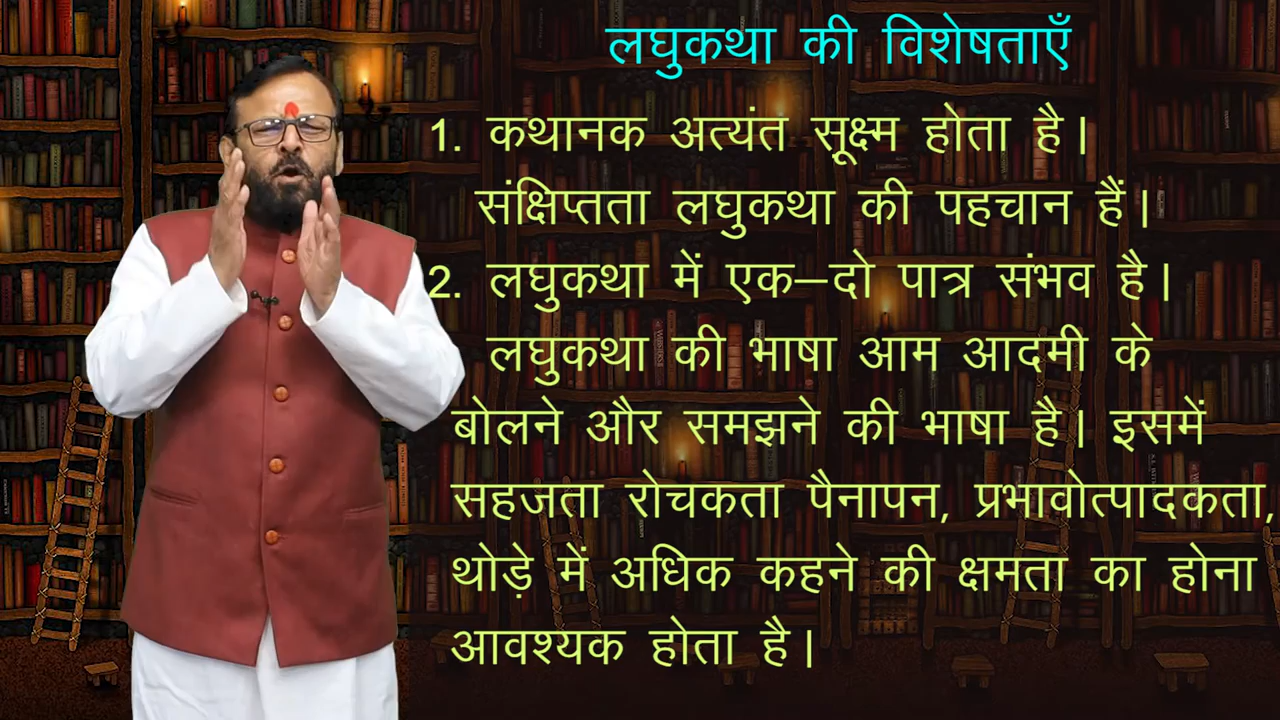 लघुकथा की विशेषताएँ
1. कथानक अत्यंत सूक्ष्म होता है।
संक्षिप्तता लघुकथा की पहचान हैं।
2. लघुकथा में एक–दो पात्र संभव है।
लघुकथा की भाषा आम आदमी के
बोलने और समझने की भाषा है। इसमें
सहजता रोचकता पैनापन, प्रभावोत्पादकता,
थोड़े में अधिक कहने की क्षमता का होना
आवश्यक होता है।